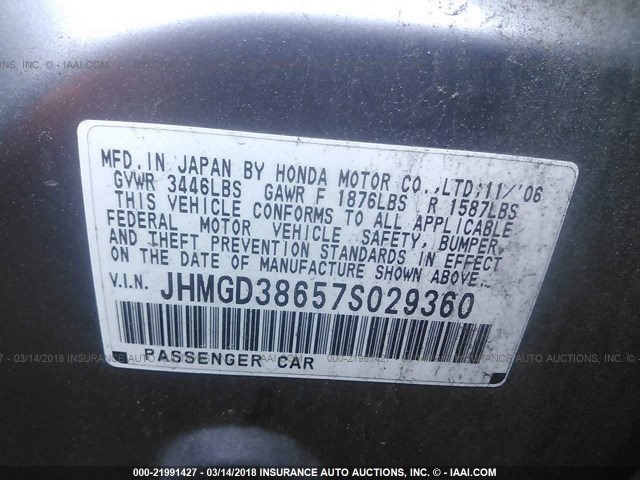 MFD. IN JAPAN BY HONDA MOTOR CO., LTD. 11/'06
GVWR 3446LBS GAWR F 1876LBS R 1587LBS
THIS VEHICLE CONFORMS TO ALL APPLICABLE
FEDERAL MOTOR VEHICLE SAFETY, BUMPER,
AND THEFT PREVENTION STANDARDS IN EFFECT
ON THE DATE OF MANUFACTURE SHOWN ABOVE.
V.I.N. JHMGD38657S029360
PASSENGER CAR
000-21991427 - 03/14/2018 INSURANCE AUTO AUCTIONS, INC. - IAAI.COM